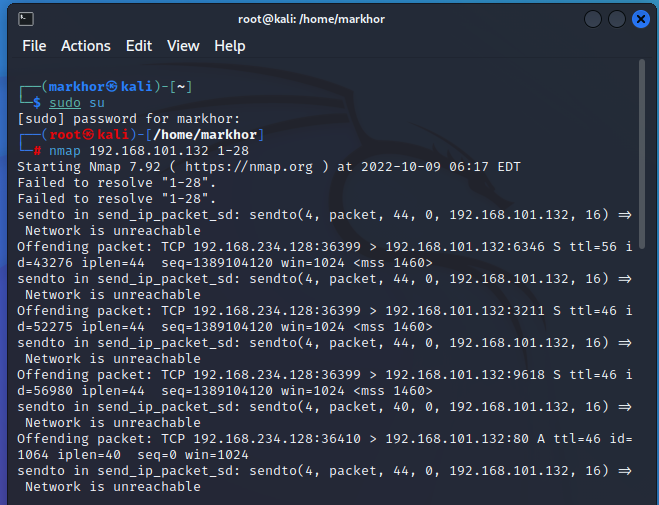 root@kali: /home/markhor
File Actions Edit View Help
┌──(markhor㉿kali)-[~]
└─$ sudo su
[sudo] password for markhor:
┌──(root㉿kali)-[/home/markhor]
└─# nmap 192.168.101.132 1-28
Starting Nmap 7.92 ( https://nmap.org ) at 2022-10-09 06:17 EDT
Failed to resolve "1-28".
Failed to resolve "1-28".
sendto in send_ip_packet_sd: sendto(4, packet, 44, 0, 192.168.101.132, 16) =>
Network is unreachable
Offending packet: TCP 192.168.234.128:36399 > 192.168.101.132:6346 S ttl=56 i
d=43276 iplen=44  seq=1389104120 win=1024 <mss 1460>
sendto in send_ip_packet_sd: sendto(4, packet, 44, 0, 192.168.101.132, 16) =>
Network is unreachable
Offending packet: TCP 192.168.234.128:36399 > 192.168.101.132:3211 S ttl=46 i
d=52275 iplen=44  seq=1389104120 win=1024 <mss 1460>
sendto in send_ip_packet_sd: sendto(4, packet, 44, 0, 192.168.101.132, 16) =>
Network is unreachable
Offending packet: TCP 192.168.234.128:36399 > 192.168.101.132:9618 S ttl=46 i
d=56980 iplen=44  seq=1389104120 win=1024 <mss 1460>
sendto in send_ip_packet_sd: sendto(4, packet, 40, 0, 192.168.101.132, 16) =>
Network is unreachable
Offending packet: TCP 192.168.234.128:36410 > 192.168.101.132:80 A ttl=46 id=
1064 iplen=40  seq=0 win=1024
sendto in send_ip_packet_sd: sendto(4, packet, 44, 0, 192.168.101.132, 16) =>
Network is unreachable